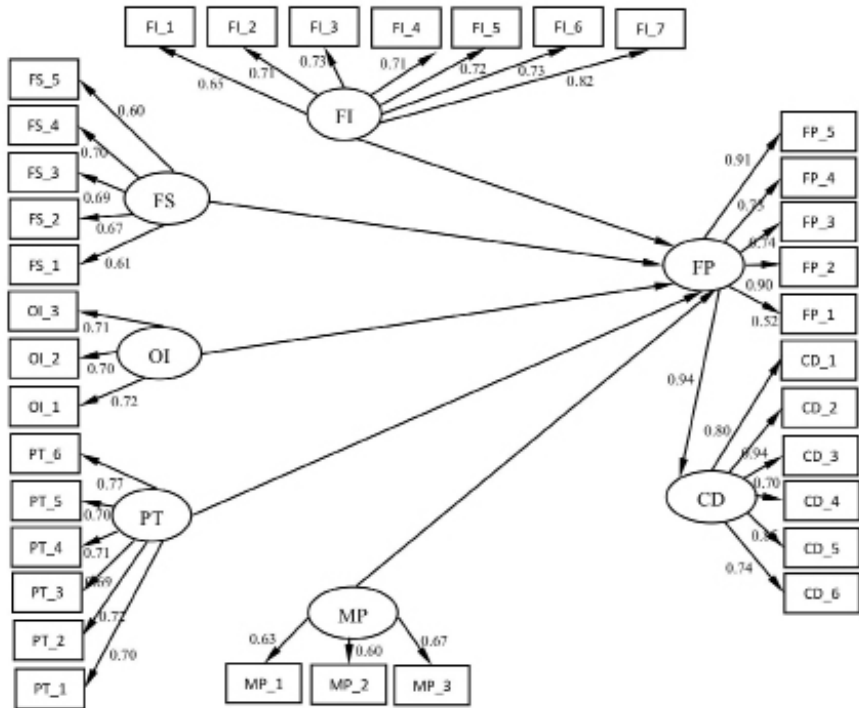 FI_1
FI_2
FI_3
FI_4
FI_5
FI_6
FI_7
0.65
0.71
0.73
0.71
0.72
0.73
0.82
FI
FS_5
FS_4
FS_3
FS_2
FS_1
0.60
0.70
0.69
0.67
0.61
FS
OI_3
OI_2
OI_1
0.71
0.70
0.72
OI
PT_6
PT_5
PT_4
PT_3
PT_2
PT_1
0.77
0.70
0.71
0.69
0.72
0.70
PT
MP
0.63
0.60
0.67
MP_1
MP_2
MP_3
FP
0.91
0.74
0.90
0.52
FP_5
FP_4
FP_3
FP_2
FP_1
0.94
CD
0.80
0.94
0.70
0.74
CD_1
CD_2
CD_3
CD_4
CD_5
CD_6